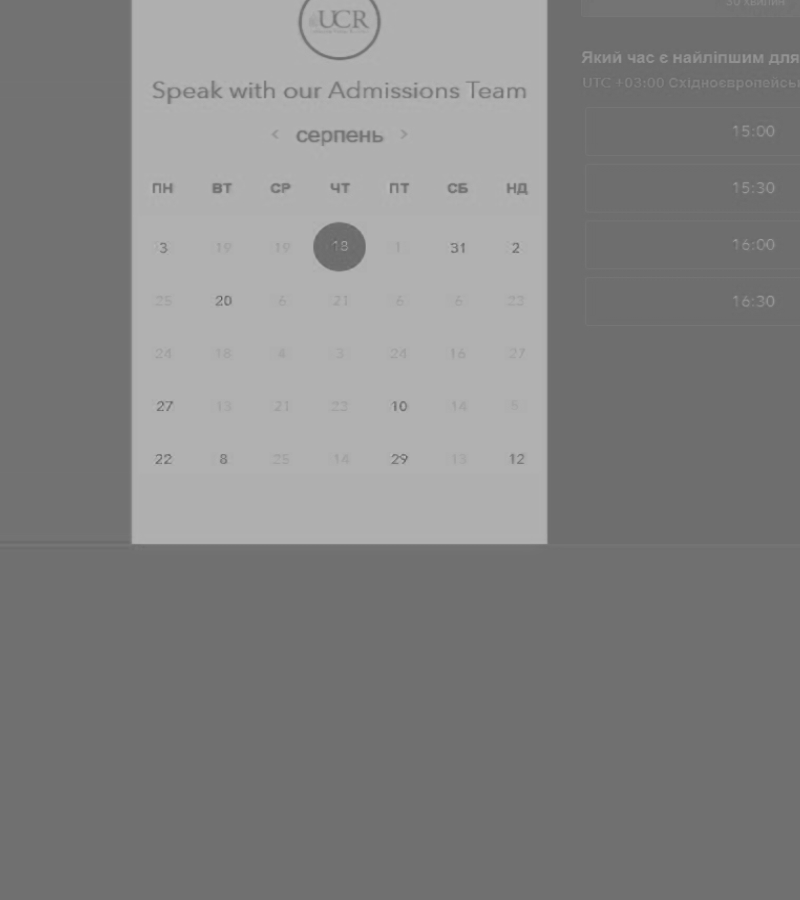 UCR
Speak with our Admissions Team
‹ серпень ›
ПН ВТ СР ЧТ ПТ СБ НД
3 19 19 18 1 31 2
25 20 6 21 6 6 23
24 18 4 3 24 16 27
27 13 21 23 10 14 5
22 8 25 14 29 13 12
30 хвилин
Який час є найліпшим для
UTC +03:00 Східноєвропейськ
15:00
15:30
16:00
16:30